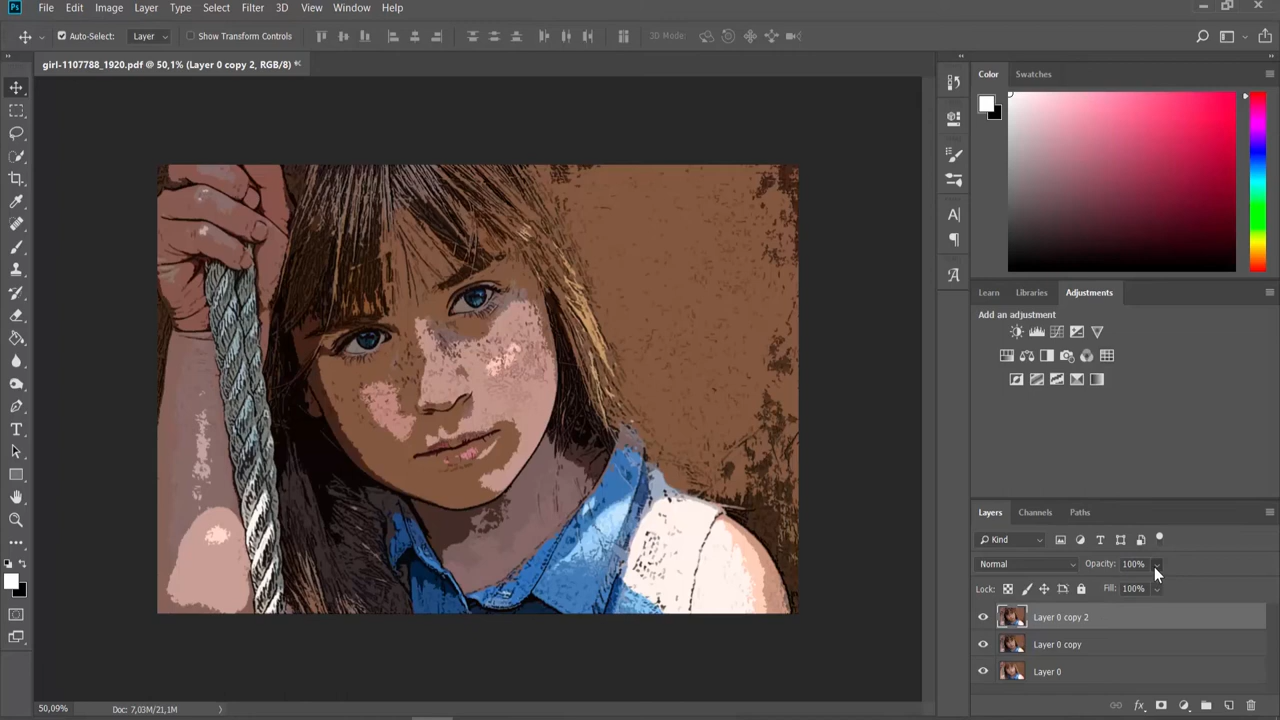 Ps File Edit Image Layer Type Select Filter 3D View Window Help
Auto-Select: Layer Show Transform Controls 3D Mode:
girl-1107788_1920.pdf @ 50,1% (Layer 0 copy 2, RGB/8) *
Color Swatches
Learn Libraries Adjustments
Add an adjustment
Layers Channels Paths
Kind
Normal Opacity: 100%
Lock: Fill: 100%
Layer 0 copy 2
Layer 0 copy
Layer 0
50,09% Doc: 7,03M/21,1M